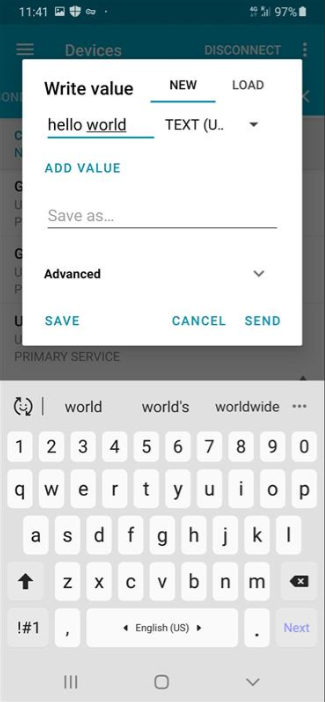 11:41
4G 97%
Devices DISCONNECT
Write value NEW LOAD
hello world TEXT (U..
ADD VALUE
Save as...
Advanced
SAVE CANCEL SEND
PRIMARY SERVICE
world world's worldwide
1 2 3 4 5 6 7 8 9 0
q w e r t y u i o p
a s d f g h j k l
z x c v b n m
!#1 , English (US) . Next